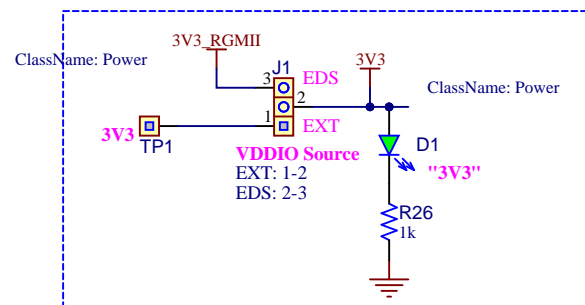 3V3_RGMII
ClassName: Power
J1
3V3
3
EDS
2
ClassName: Power
1
EXT
3V3
TP1
D1
VDDIO Source
"3V3"
EXT: 1-2
EDS: 2-3
R26
1k